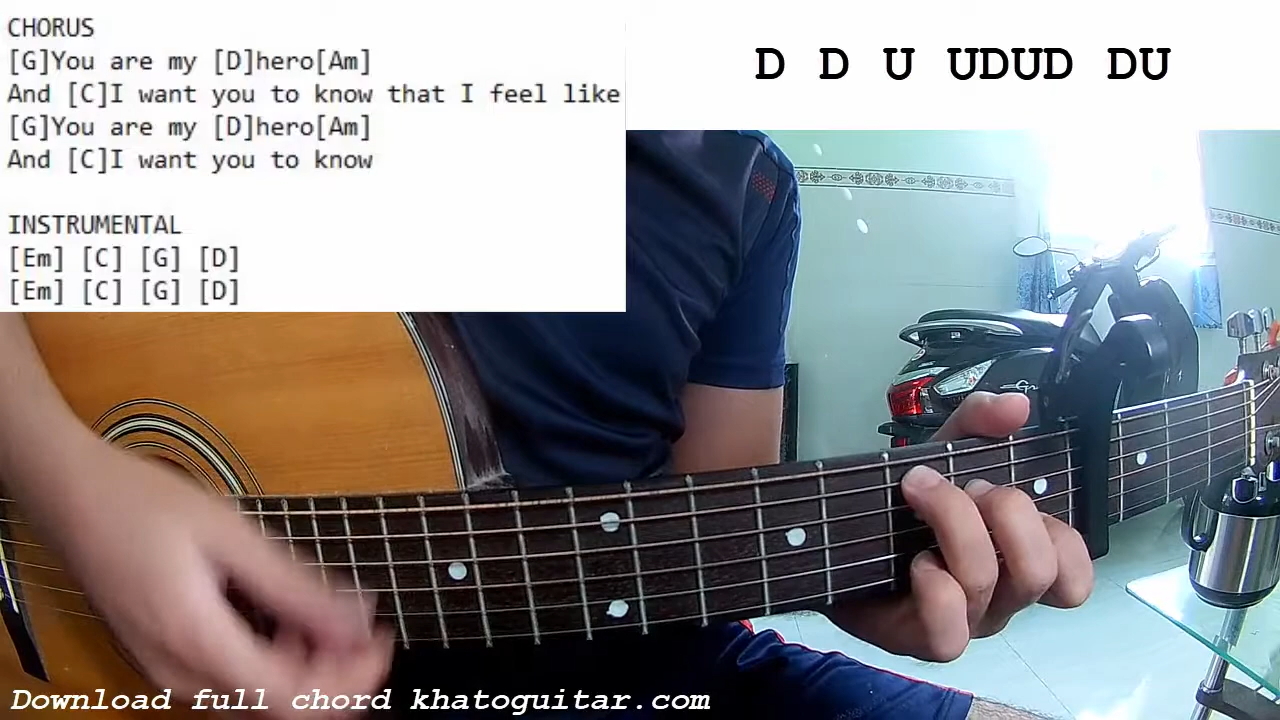 CHORUS
[G]You are my [D]hero[Am]
And [C]I want you to know that I feel like
[G]You are my [D]hero[Am]
And [C]I want you to know
INSTRUMENTAL
[Em] [C] [G] [D]
[Em] [C] [G] [D]
D D U UDUD DU
Download full chord khatoguitar.com